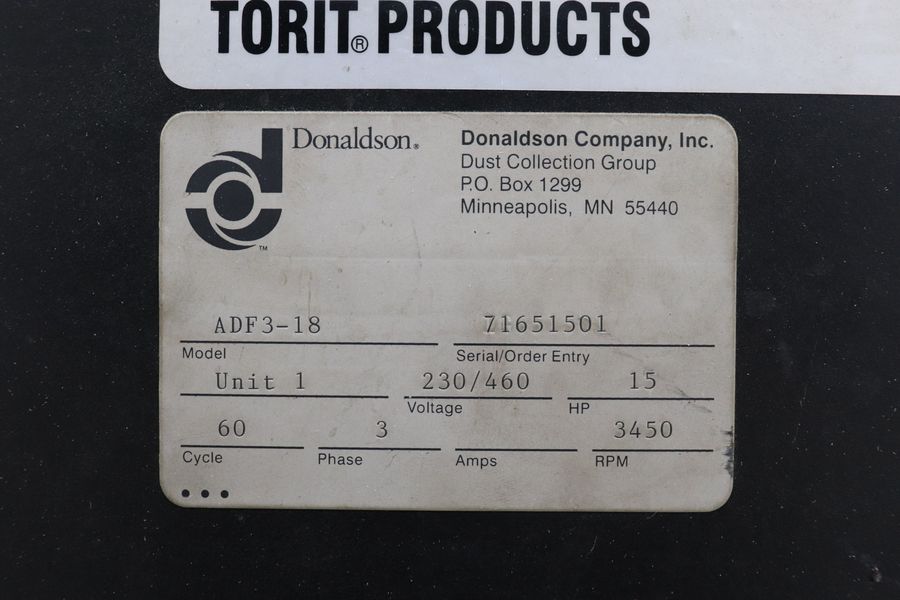 TORIT® PRODUCTS
Donaldson®
Donaldson Company, Inc.
Dust Collection Group
P.O. Box 1299
Minneapolis, MN 55440
d
TM
ADF3-18 71651501
Model Serial/Order Entry
Unit 1 230/460 15
Voltage HP
60 3 3450
Cycle Phase Amps RPM